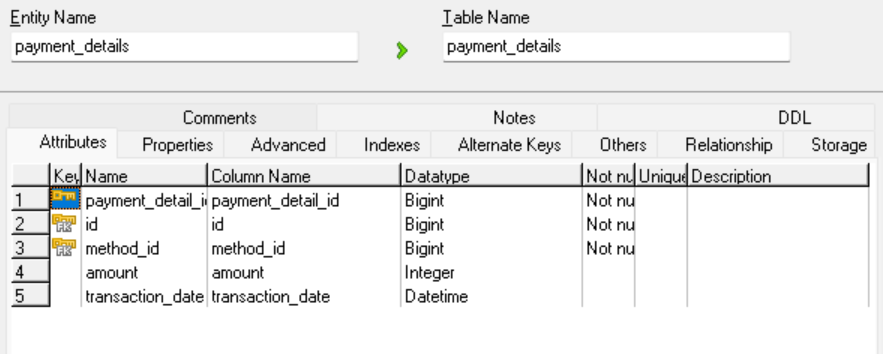 Entity Name Table Name
payment_details payment_details
Comments Notes DDL
Attributes Properties Advanced Indexes Alternate Keys Others Relationship Storage
Key Name Column Name Datatype Not nu Unique Description
1 payment_detail_i payment_detail_id Bigint Not nu
2 FK id id Bigint Not nu
3 FK method_id method_id Bigint Not nu
4 amount amount Integer
5 transaction_date transaction_date Datetime